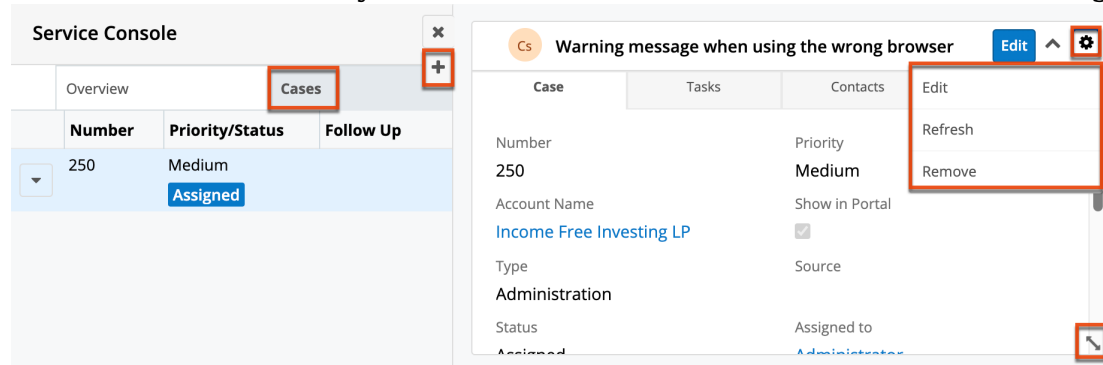 Service Console
Overview
Cases
Number Priority/Status Follow Up
250 Medium
Assigned
Cs Warning message when using the wrong browser Edit
Case Tasks Contacts
Edit
Refresh
Remove
Number Priority
250 Medium
Account Name Show in Portal
Income Free Investing LP
Type Source
Administration
Status Assigned to
Assigned Administrator